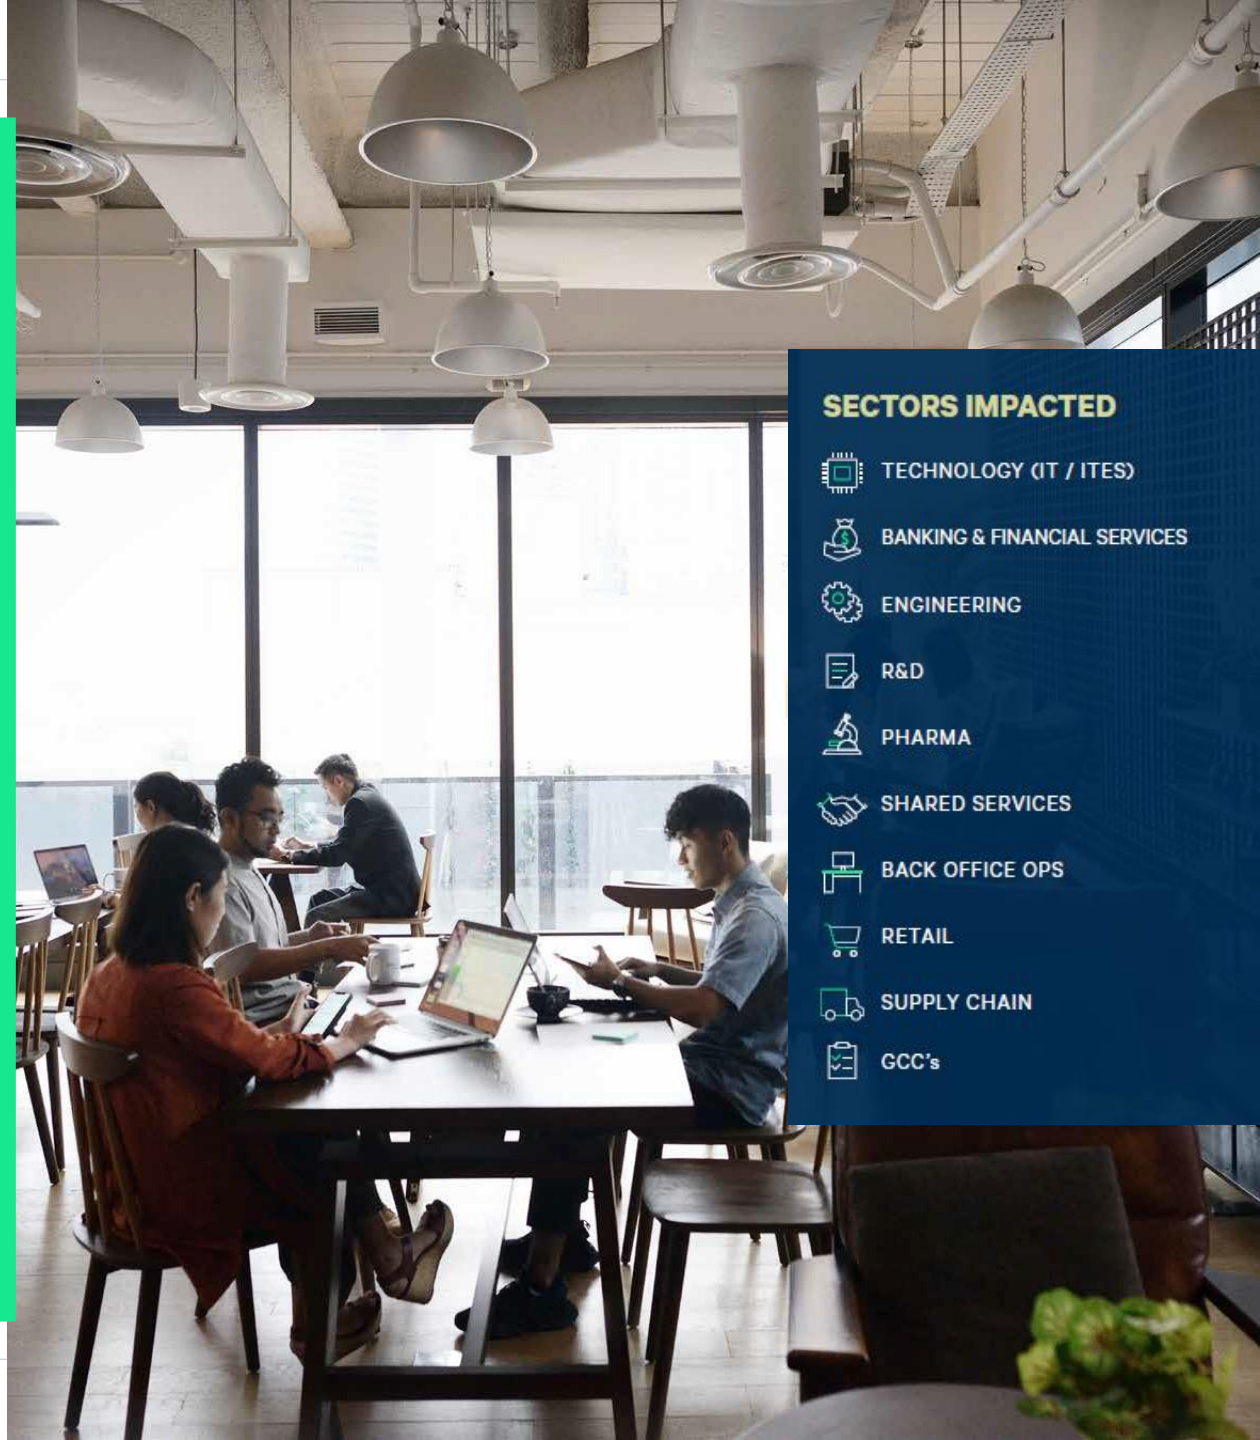 SECTORS IMPACTED
TECHNOLOGY (IT / ITES)
BANKING & FINANCIAL SERVICES
ENGINEERING
R&D
PHARMA
SHARED SERVICES
BACK OFFICE OPS
RETAIL
SUPPLY CHAIN
GCC's